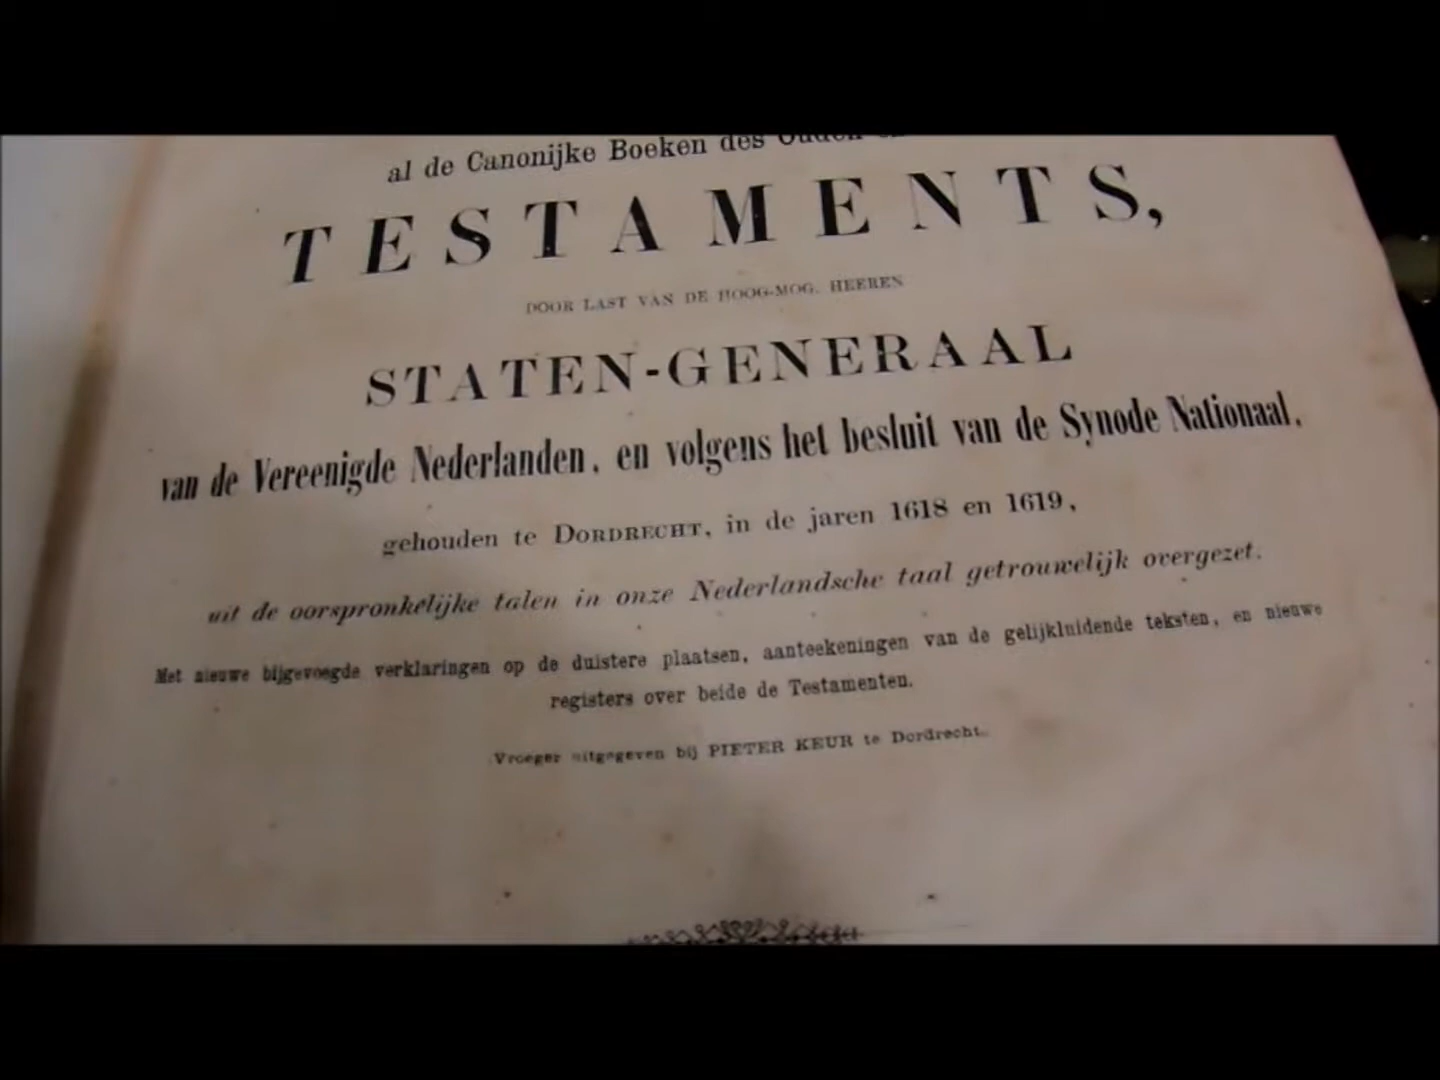 al de Canonijke Boeken des Ouden
TESTAMENTS,
DOOR LAST VAN DE HOOG-MOG. HEEREN
STATEN-GENERAAL
van de Vereenigde Nederlanden, en volgens het besluit van de Synode Nationaal,
gehouden te DORDRECHT, in de jaren 1618 en 1619,
uit de oorspronkelijke talen in onze Nederlandsche taal getrouwelijk overgezet.
Met nieuwe bijgevoegde verklaringen op de duistere plaatsen, aanteekeningen van de gelijkluidende teksten, en nieuwe
registers over beide de Testamenten.
Vroeger uitgegeven bij PIETER KEUR te Dordrecht.